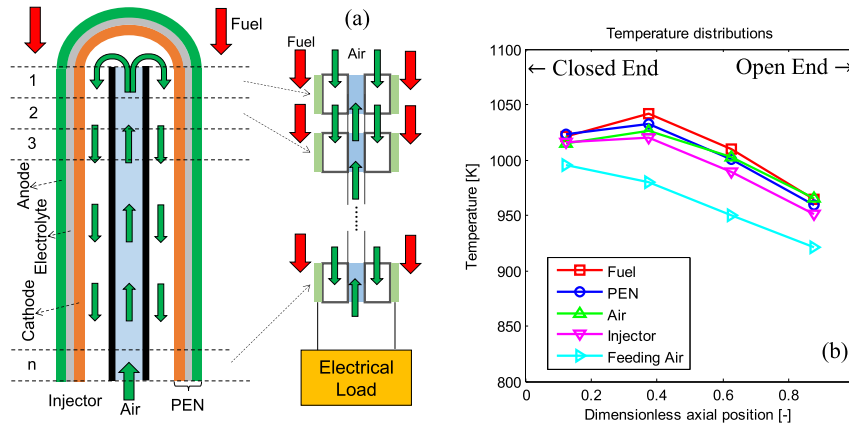 Fuel
(a)
1
2
3
n
Anode
Electrolyte
Cathode
Injector
Air
PEN
Fuel
Air
Electrical
Load
Temperature distributions
1100
1050
1000
950
900
850
800
Temperature [K]
← Closed End
Open End →
Fuel
PEN
Air
Injector
Feeding Air
(b)
0
0.2
0.4
0.6
0.8
Dimensionless axial position [-]